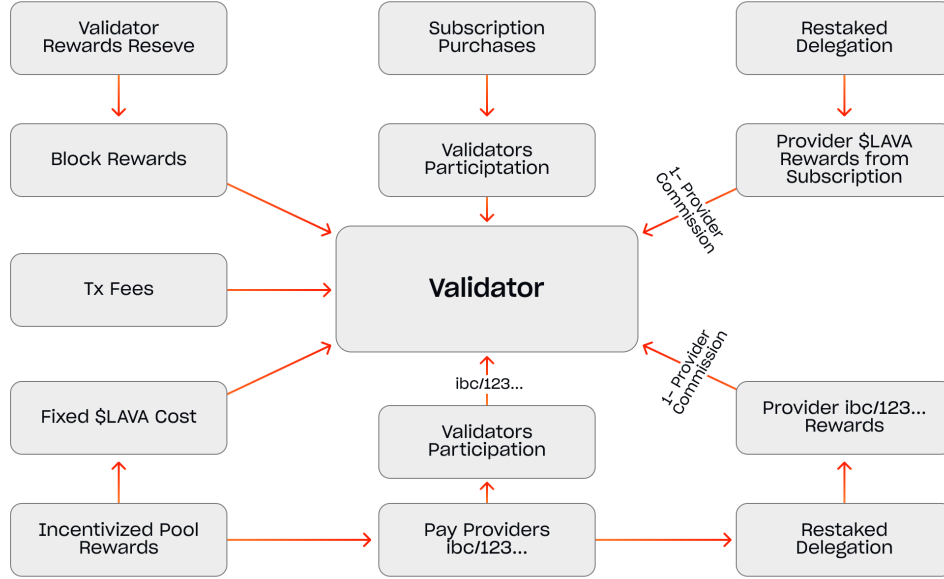 Validator
Rewards Reseve
Subscription
Purchases
Restaked
Delegation
Block Rewards
Validators
Participtation
Provider $LAVA
Rewards from
Subscription
1- Provider
Commission
Tx Fees
Validator
1- Provider
Commission
ibc/123...
Fixed $LAVA Cost
Validators
Participation
Provider ibc/123...
Rewards
Incentivized Pool
Rewards
Pay Providers
ibc/123...
Restaked
Delegation